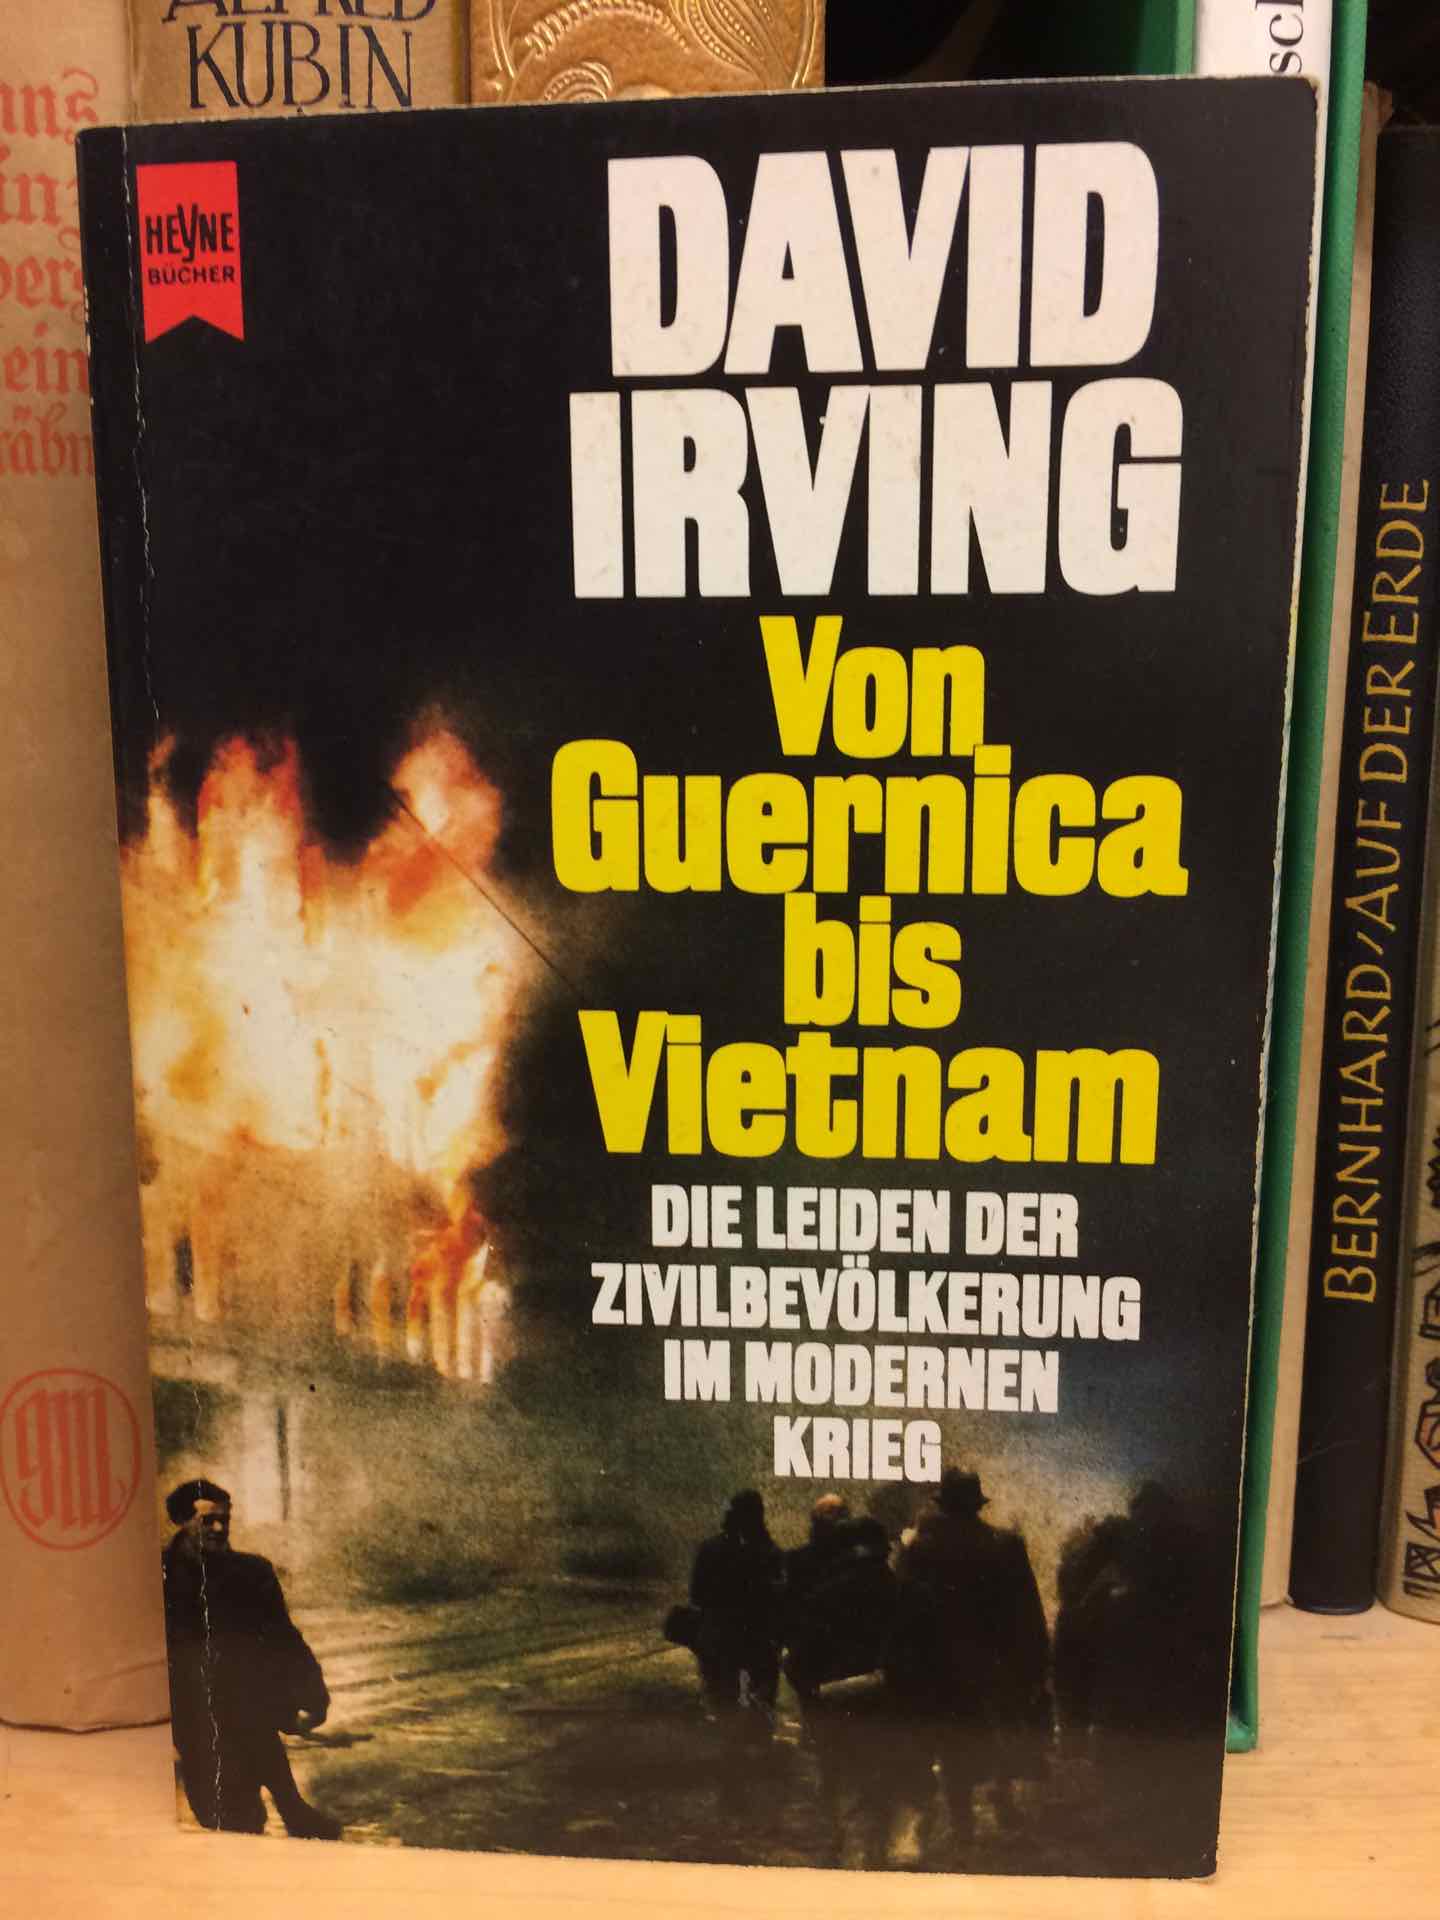 ALFRED
KUBIN
HEYNE
BÜCHER
DAVID
IRVING
Von
Guernica
bis
Vietnam
DIE LEIDEN DER
ZIVILBEVÖLKERUNG
IM MODERNEN
KRIEG
BERNHARD/AUF DER ERDE